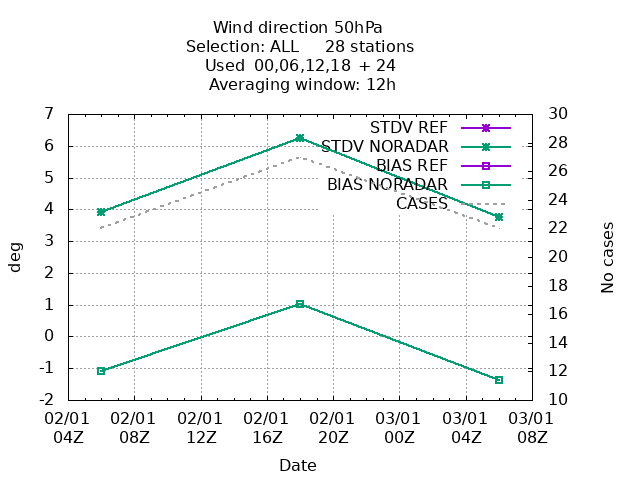 Wind direction 50hPa
Selection: ALL 28 stations
Used 00,06,12,18 + 24
Averaging window: 12h
STDV REF
STDV NORADAR
BIAS REF
BIAS NORADAR
CASES
deg
7
6
5
4
3
2
1
0
-1
-2
30
28
26
24
22
20
18
16
14
12
10
No cases
02/01 02/01 02/01 02/01 02/01 03/01 03/01 03/01
04Z 08Z 12Z 16Z 20Z 00Z 04Z 08Z
Date